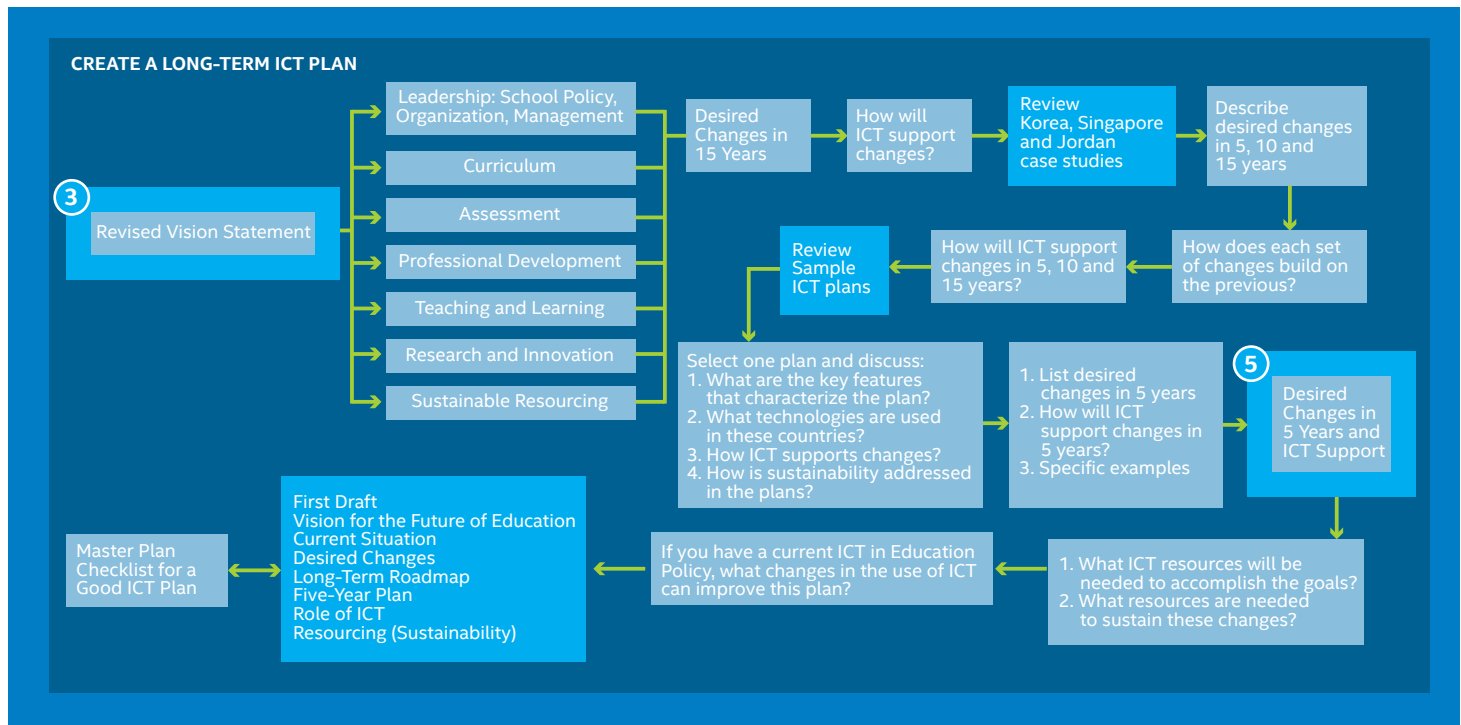 CREATE A LONG-TERM ICT PLAN
3
Revised Vision Statement
Leadership: School Policy,
Organization, Management
Curriculum
Assessment
Professional Development
Teaching and Learning
Research and Innovation
Sustainable Resourcing
Desired
Changes in
15 Years
How will
ICT support
changes?
Review
Korea, Singapore
and Jordan
case studies
Describe
desired changes
in 5, 10 and
15 years
How does each set
of changes build on
the previous?
How will ICT support
changes in 5, 10 and
15 years?
Review
Sample
ICT plans
Select one plan and discuss:
1. What are the key features
that characterize the plan?
2. What technologies are used
in these countries?
3. How ICT supports changes?
4. How is sustainability addressed
in the plans?
1. List desired
changes in 5 years
2. How will ICT
support changes in
5 years?
3. Specific examples
5
Desired
Changes in
5 Years and
ICT Support
1. What ICT resources will be
needed to accomplish the goals?
2. What resources are needed
to sustain these changes?
If you have a current ICT in Education
Policy, what changes in the use of ICT
can improve this plan?
First Draft
Vision for the Future of Education
Current Situation
Desired Changes
Long-Term Roadmap
Five-Year Plan
Role of ICT
Resourcing (Sustainability)
Master Plan
Checklist for a
Good ICT Plan